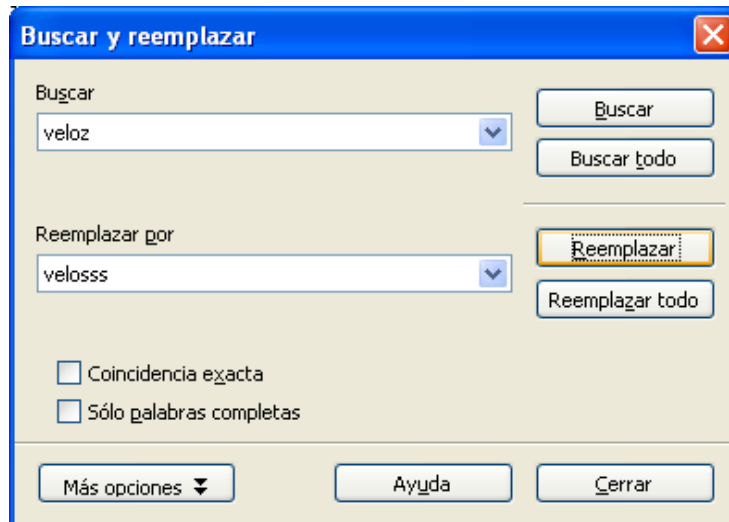 Buscar y reemplazar
Buscar
veloz
Buscar
Buscar todo
Reemplazar por
velosss
Reemplazar
Reemplazar todo
Coincidencia exacta
Sólo palabras completas
Más opciones
Ayuda
Cerrar